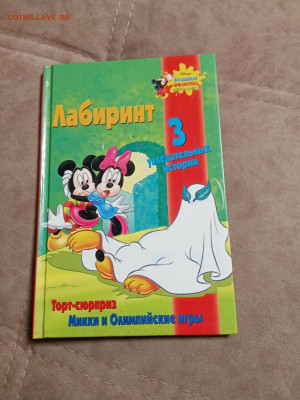 COINS.LAVE.RU
Лабиринт
3
увлекательные
истории
Торт-сюрприз
Микки и Олимпийские игры